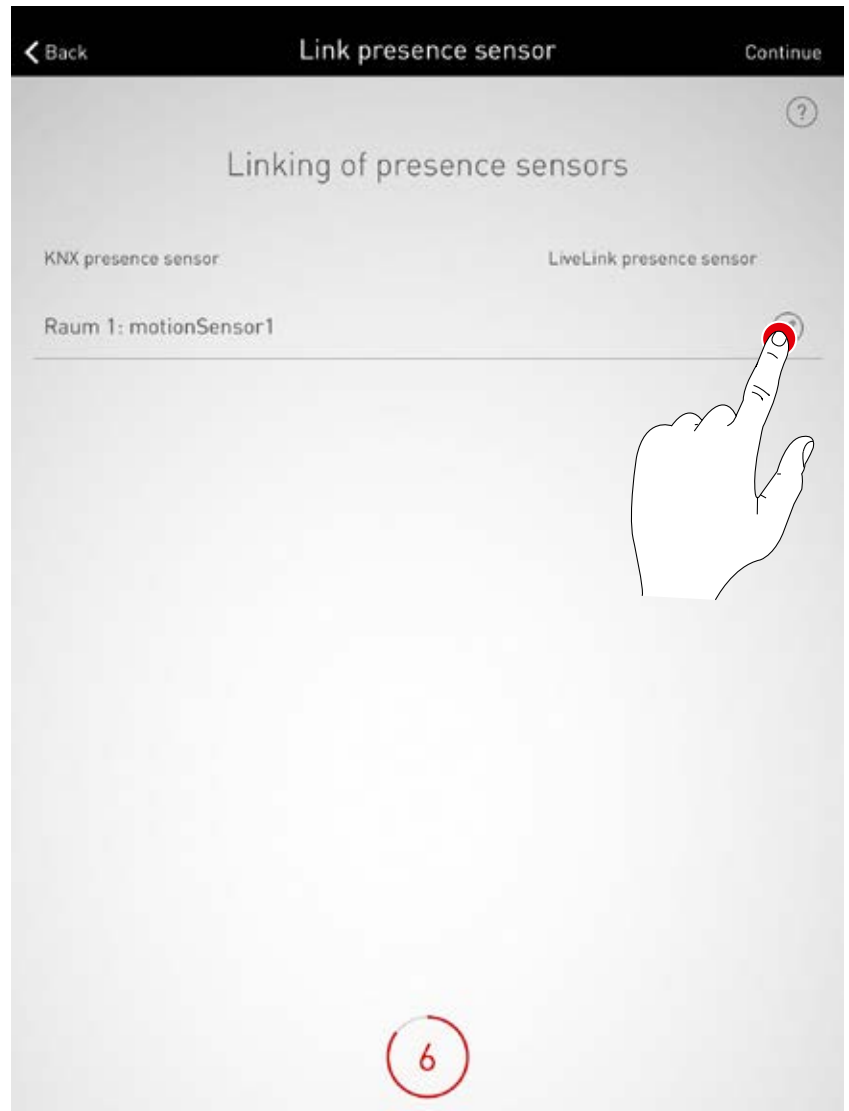 Back Link presence sensor Continue
?
Linking of presence sensors
KNX presence sensor LiveLink presence sensor
Raum 1: motionSensor1
6